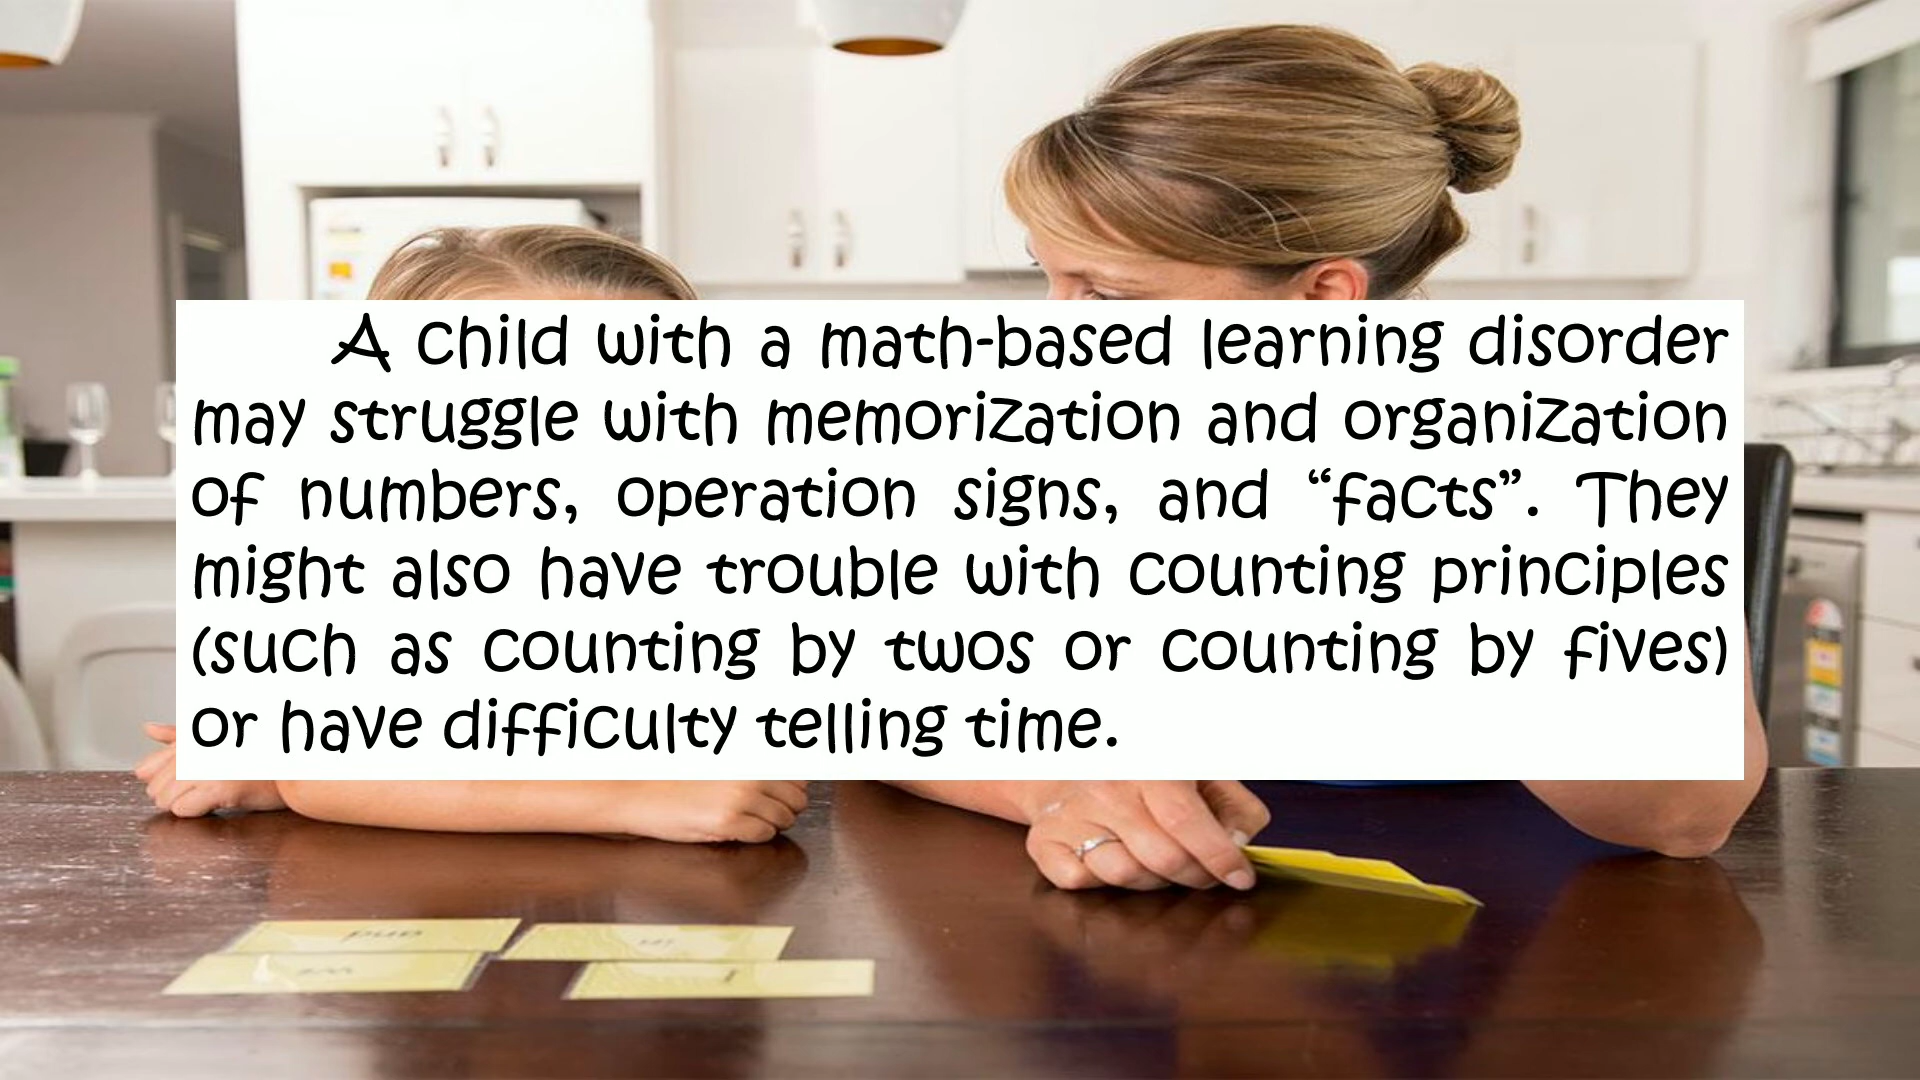 A child with a math-based learning disorder
may struggle with memorization and organization
of numbers, operation signs, and “facts”. They
might also have trouble with counting principles
(such as counting by twos or counting by fives)
or have difficulty telling time.